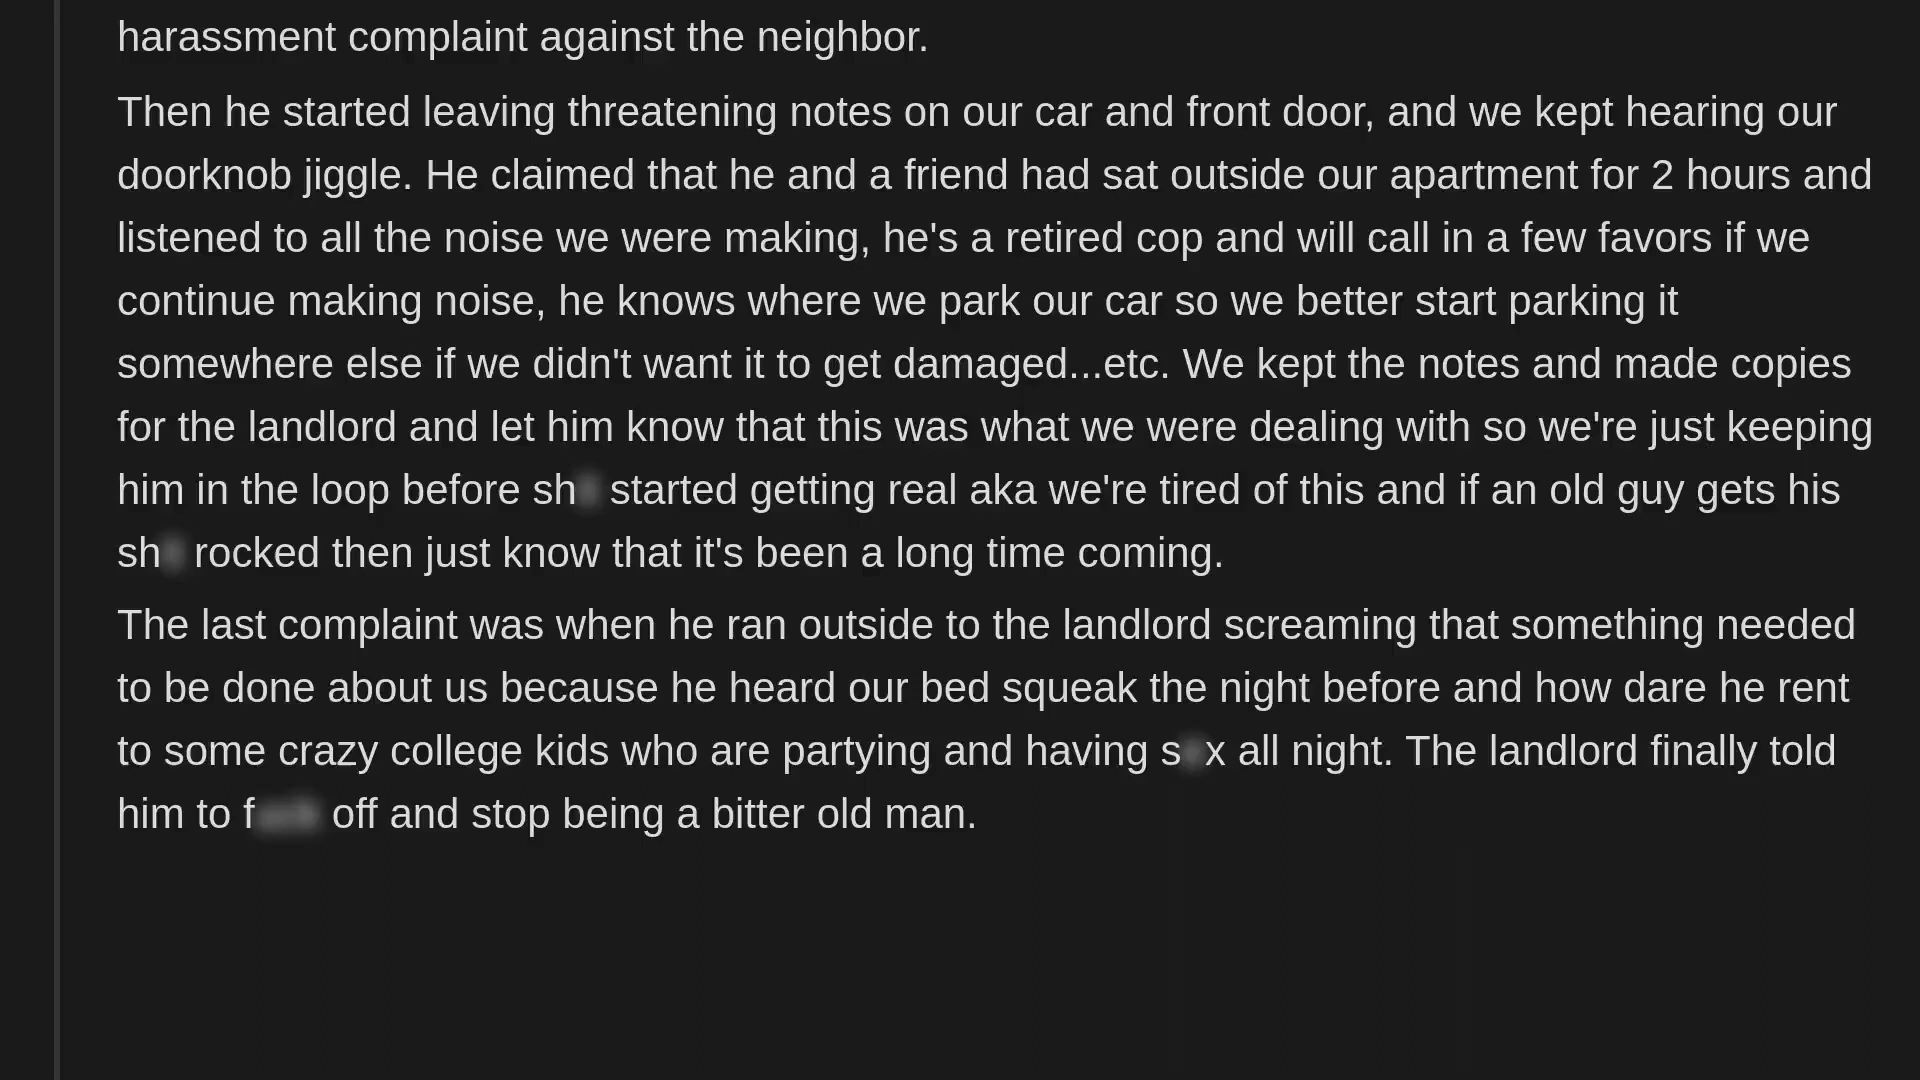 harassment complaint against the neighbor.
Then he started leaving threatening notes on our car and front door, and we kept hearing our
doorknob jiggle. He claimed that he and a friend had sat outside our apartment for 2 hours and
listened to all the noise we were making, he's a retired cop and will call in a few favors if we
continue making noise, he knows where we park our car so we better start parking it
somewhere else if we didn't want it to get damaged...etc. We kept the notes and made copies
for the landlord and let him know that this was what we were dealing with so we're just keeping
him in the loop before started getting real aka we're tired of this and if an old guy gets his
rocked then just know that it's been a long time coming.
The last complaint was when he ran outside to the landlord screaming that something needed
to be done about us because he heard our bed squeak the night before and how dare he rent
to some crazy college kids who are partying and having all night. The landlord finally told
him to off and stop being a bitter old man.